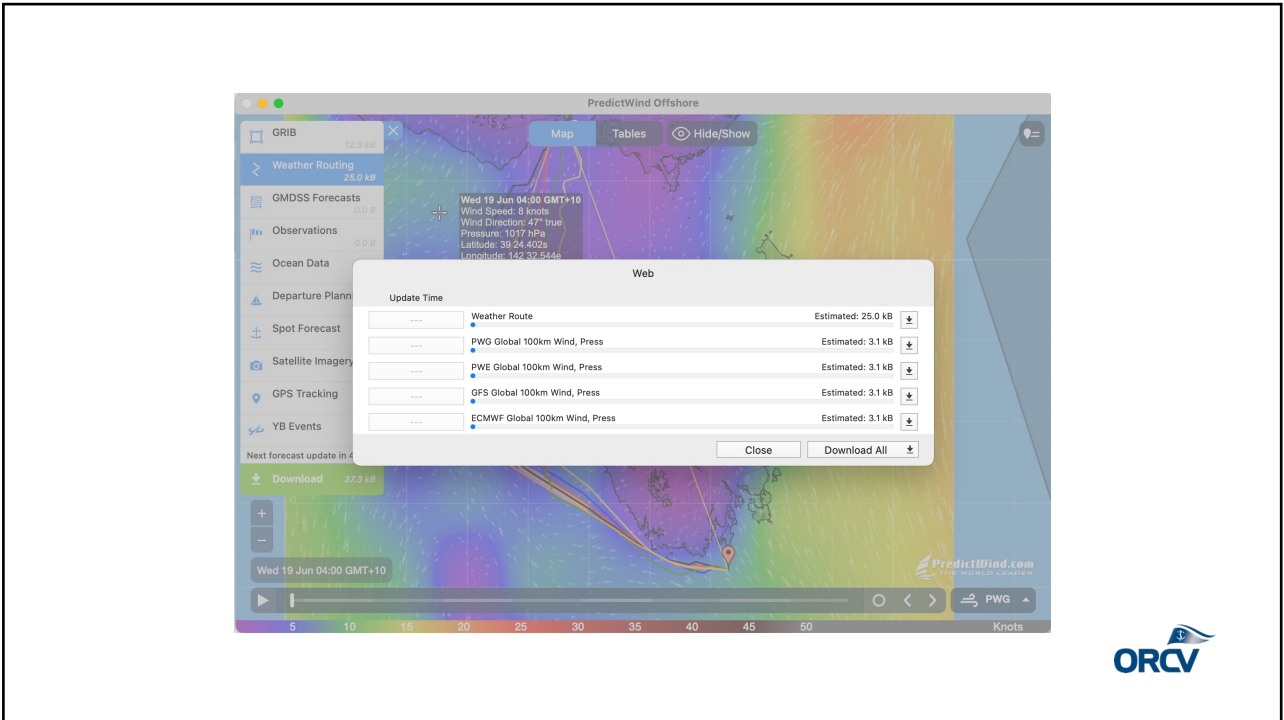 PredictWind Offshore
GRIB
12.3 kB
Map
Tables
Hide/Show
Weather Routing
25.0 kB
GMDSS Forecasts
0.0 B
Observations
0.0 B
Ocean Data
Departure Plann
Spot Forecast
Satellite Imagery
GPS Tracking
YB Events
Next forecast update in 4
Download 37.3 kB
Wed 19 Jun 04:00 GMT+10
Wind Speed: 8 knots
Wind Direction: 47° true
Pressure: 1017 hPa
Latitude: 39 24.402s
Longitude: 142 32.544e
Web
Update Time
--- Weather Route Estimated: 25.0 kB
--- PWG Global 100km Wind, Press Estimated: 3.1 kB
--- PWE Global 100km Wind, Press Estimated: 3.1 kB
--- GFS Global 100km Wind, Press Estimated: 3.1 kB
--- ECMWF Global 100km Wind, Press Estimated: 3.1 kB
Close
Download All
+
−
Wed 19 Jun 04:00 GMT+10
PredictWind.com
THE WORLD LEADER
PWG
5 10 15 20 25 30 35 40 45 50 Knots
ORCV